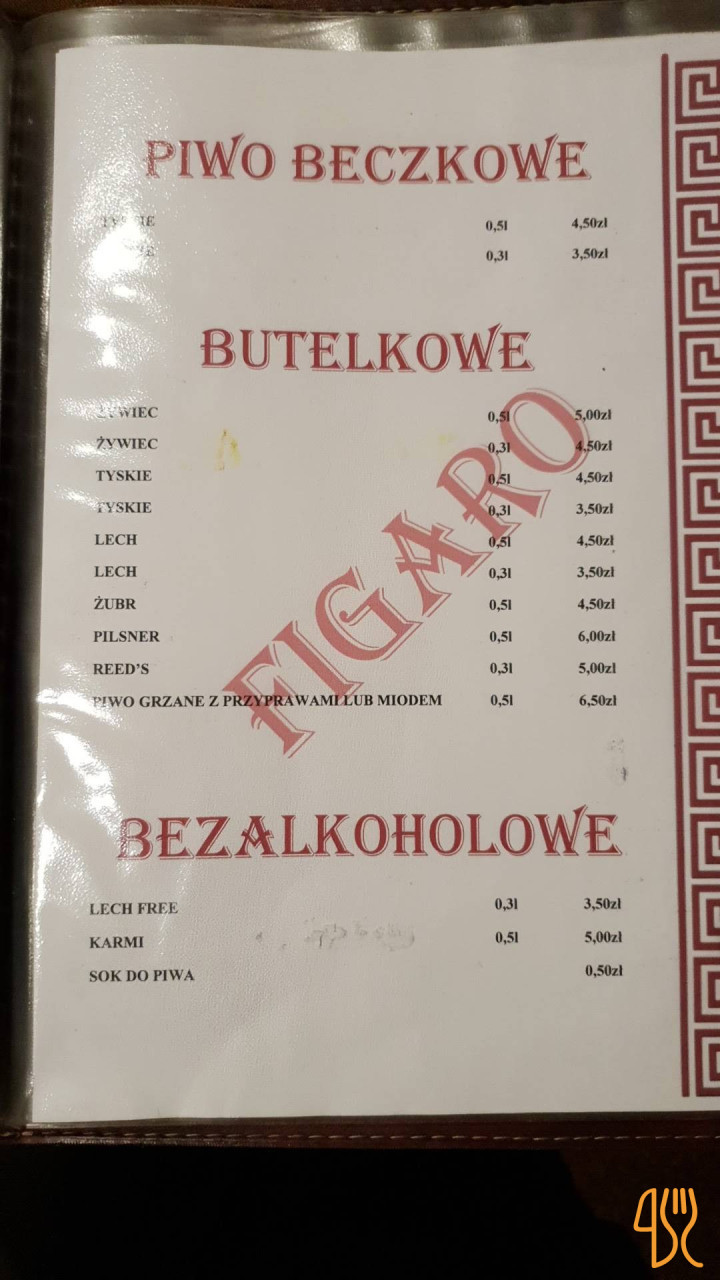 PIWO BECZKOWE
TYSKIE 0,5l 4,50zł
0,3l 3,50zł
BUTELKOWE
ŻYWIEC 0,5l 5,00zł
ŻYWIEC 0,3l 4,50zł
TYSKIE 0,5l 4,50zł
TYSKIE 0,3l 3,50zł
LECH 0,5l 4,50zł
LECH 0,3l 3,50zł
ŻUBR 0,5l 4,50zł
PILSNER 0,5l 6,00zł
REED'S 0,3l 5,00zł
PIWO GRZANE Z PRZYPRAWAMI LUB MIODEM 0,5l 6,50zł
FIGARO
BEZALKOHOLOWE
LECH FREE 0,3l 3,50zł
KARMI 0,5l 5,00zł
SOK DO PIWA 0,50zł